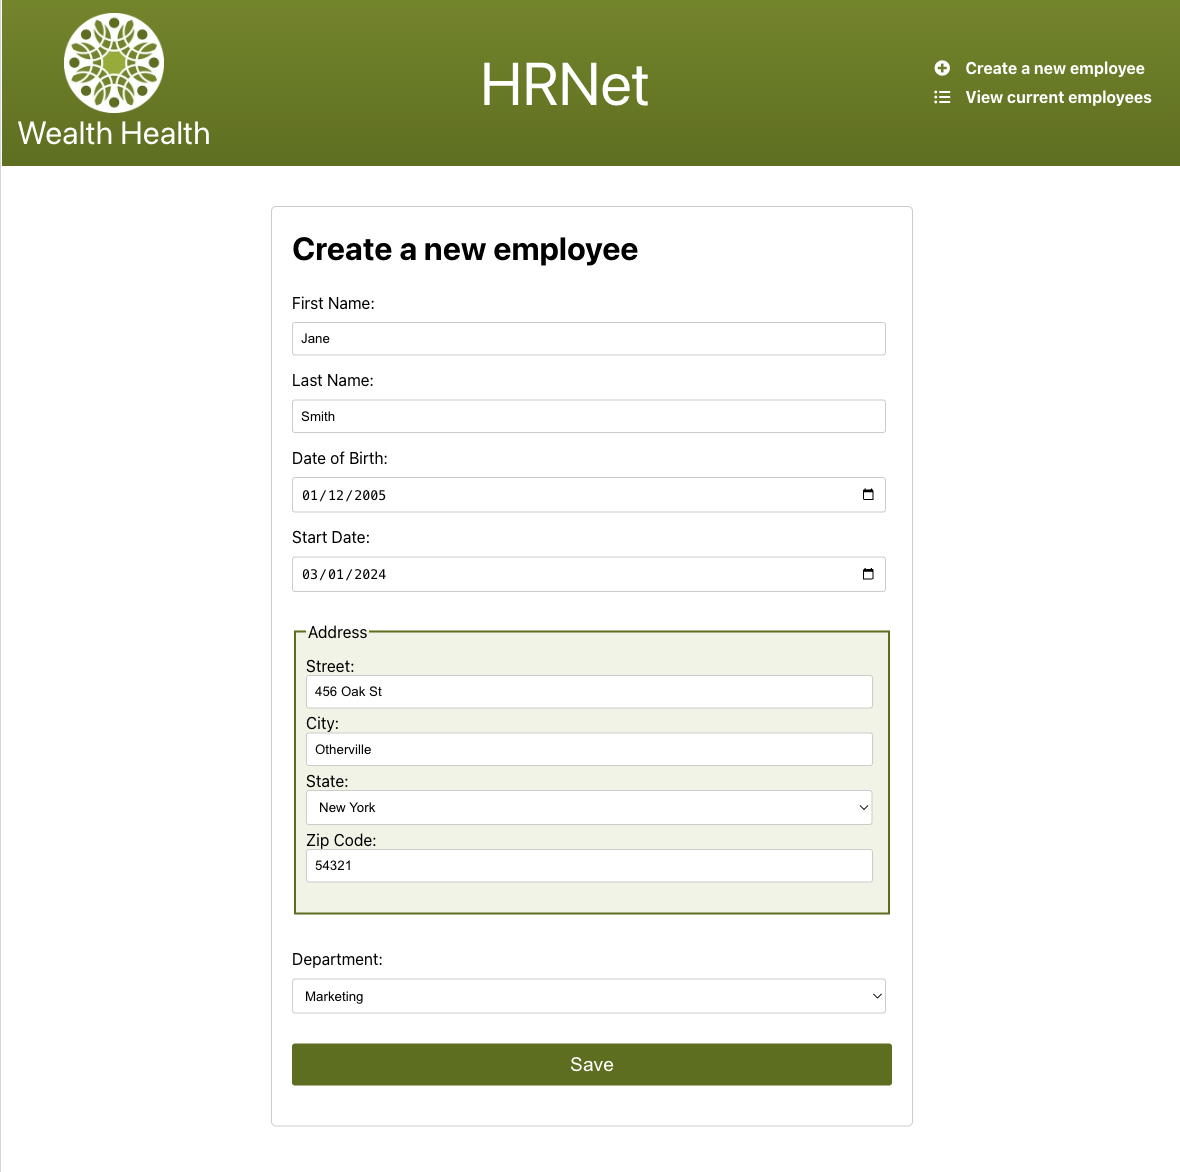 Wealth Health
HRNet
Create a new employee
View current employees
Create a new employee
First Name:
Jane
Last Name:
Smith
Date of Birth:
01/12/2005
Start Date:
03/01/2024
Address
Street:
456 Oak St
City:
Otherville
State:
New York
Zip Code:
54321
Department:
Marketing
Save